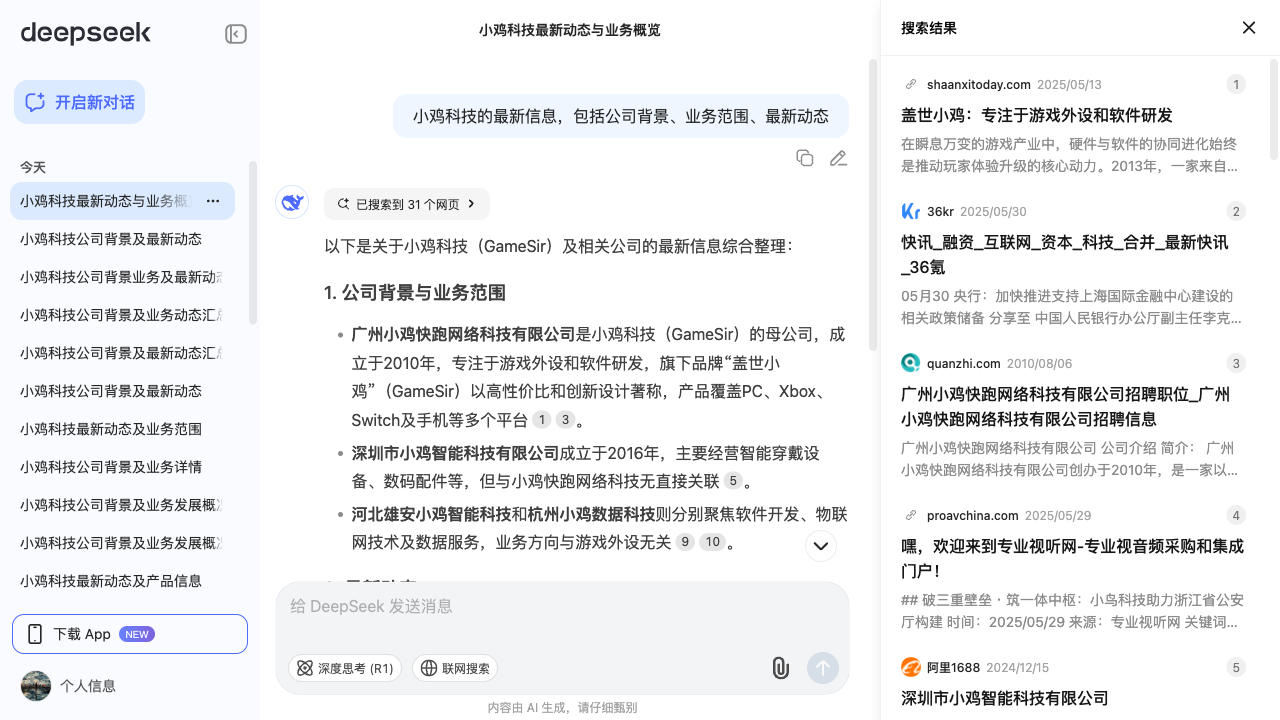 deepseek
开启新对话
今天
小鸡科技最新动态与业务概
小鸡科技公司背景及最新动态
小鸡科技公司背景业务及最新动态
小鸡科技公司背景及业务动态汇总
小鸡科技公司背景及最新动态汇总
小鸡科技公司背景及最新动态
小鸡科技最新动态及业务范围
小鸡科技公司背景及业务详情
小鸡科技公司背景及业务发展概况
小鸡科技公司背景及业务发展概况
小鸡科技最新动态及产品信息
下载 App NEW
个人信息
小鸡科技最新动态与业务概览
小鸡科技的最新信息，包括公司背景、业务范围、最新动态
已搜索到 31 个网页
以下是关于小鸡科技（GameSir）及相关公司的最新信息综合整理：
1. 公司背景与业务范围
• 广州小鸡快跑网络科技有限公司是小鸡科技（GameSir）的母公司，成
立于2010年，专注于游戏外设和软件研发，旗下品牌“盖世小
鸡”（GameSir）以高性价比和创新设计著称，产品覆盖PC、Xbox、
Switch及手机等多个平台 1 3 。
• 深圳市小鸡智能科技有限公司成立于2016年，主要经营智能穿戴设
备、数码配件等，但与小鸡快跑网络科技无直接关联 5 。
• 河北雄安小鸡智能科技和杭州小鸡数据科技则分别聚焦软件开发、物联
网技术及数据服务，业务方向与游戏外设无关 9 10 。
给 DeepSeek 发送消息
深度思考 (R1)
联网搜索
内容由 AI 生成，请仔细甄别
搜索结果
shaanxitoday.com 2025/05/13 1
盖世小鸡：专注于游戏外设和软件研发
在瞬息万变的游戏产业中，硬件与软件的协同进化始终
是推动玩家体验升级的核心动力。2013年，一家来自...
36kr 2025/05/30 2
快讯_融资_互联网_资本_科技_合并_最新快讯
_36氪
05月30 央行：加快推进支持上海国际金融中心建设的
相关政策储备 分享至 中国人民银行办公厅副主任李克...
quanzhi.com 2010/08/06 3
广州小鸡快跑网络科技有限公司招聘职位_广州
小鸡快跑网络科技有限公司招聘信息
广州小鸡快跑网络科技有限公司 公司介绍 简介： 广州
小鸡快跑网络科技有限公司创办于2010年，是一家以...
proavchina.com 2025/05/29 4
嘿，欢迎来到专业视听网-专业视音频采购和集成
门户！
## 破三重壁垒・筑一体中枢：小鸟科技助力浙江省公安
厅构建 时间：2025/05/29 来源：专业视听网 关键词...
阿里1688 2024/12/15 5
深圳市小鸡智能科技有限公司